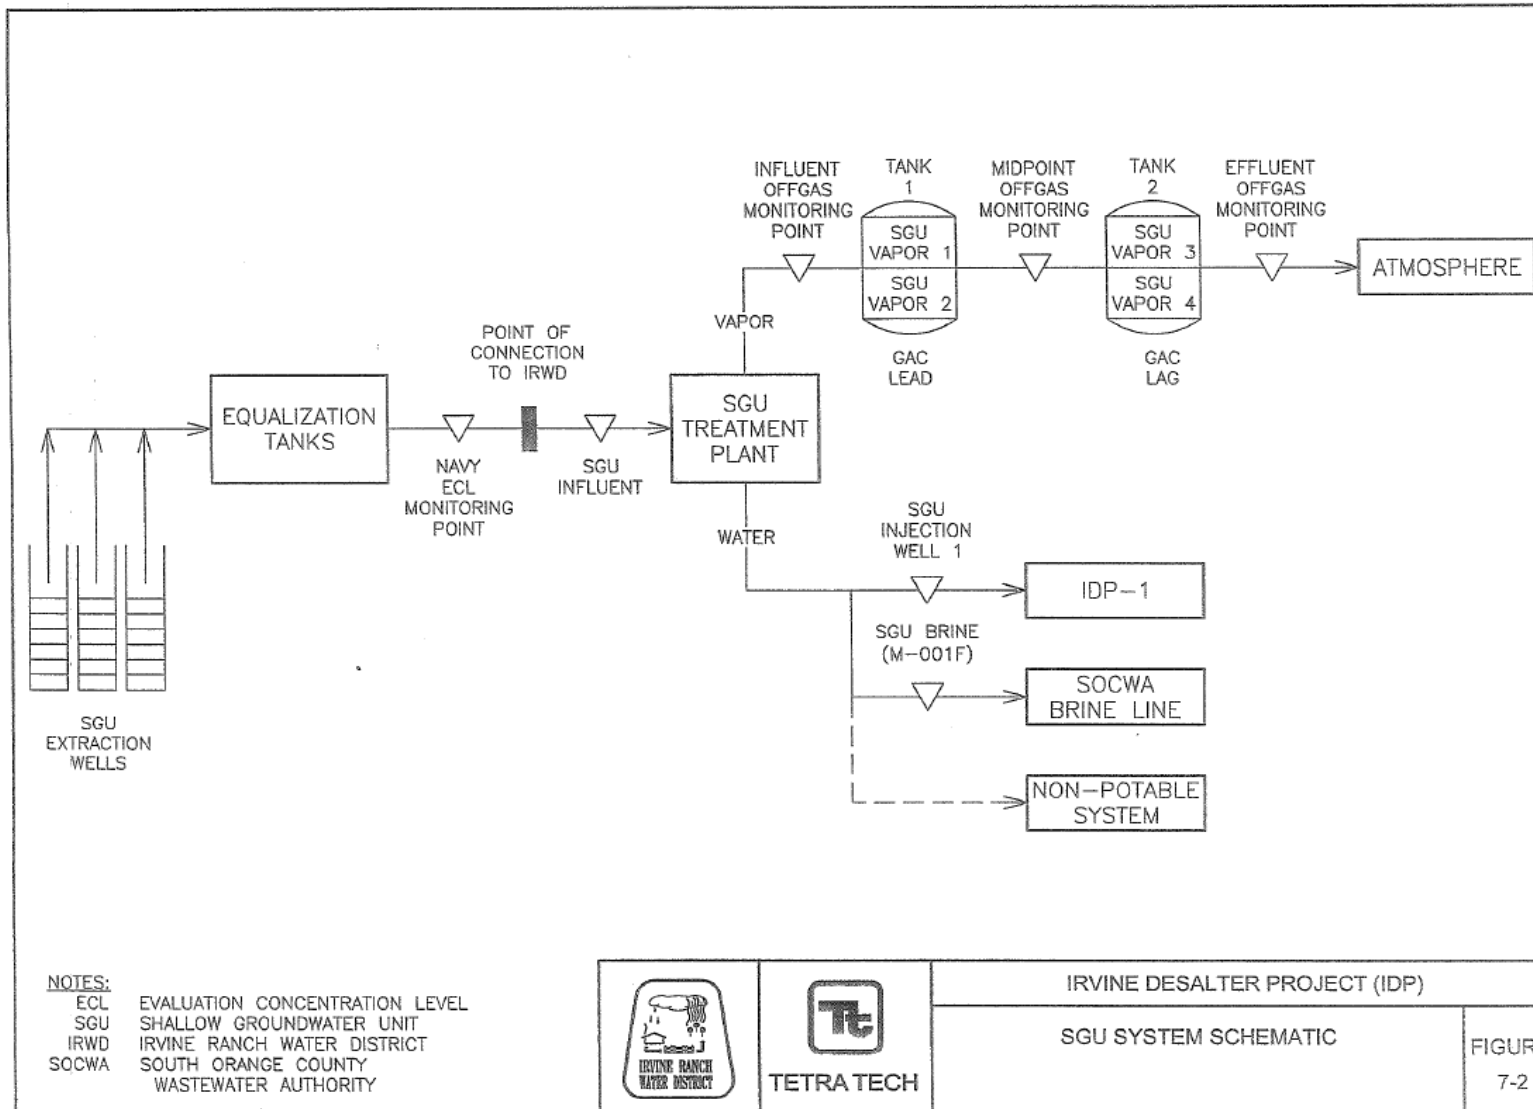 INFLUENT
OFFGAS
MONITORING
POINT
TANK
1
MIDPOINT
OFFGAS
MONITORING
POINT
TANK
2
EFFLUENT
OFFGAS
MONITORING
POINT
SGU
VAPOR 1
SGU
VAPOR 2
SGU
VAPOR 3
SGU
VAPOR 4
ATMOSPHERE
GAC
LEAD
GAC
LAG
VAPOR
POINT OF
CONNECTION
TO IRWD
EQUALIZATION
TANKS
NAVY
ECL
MONITORING
POINT
SGU
INFLUENT
SGU
TREATMENT
PLANT
WATER
SGU
INJECTION
WELL 1
IDP-1
SGU BRINE
(M-001F)
SOCWA
BRINE LINE
NON-POTABLE
SYSTEM
SGU
EXTRACTION
WELLS
NOTES:
ECL EVALUATION CONCENTRATION LEVEL
SGU SHALLOW GROUNDWATER UNIT
IRWD IRVINE RANCH WATER DISTRICT
SOCWA SOUTH ORANGE COUNTY
WASTEWATER AUTHORITY
IRVINE RANCH
WATER DISTRICT
Tt
TETRA TECH
IRVINE DESALTER PROJECT (IDP)
SGU SYSTEM SCHEMATIC
FIGUR
7-2